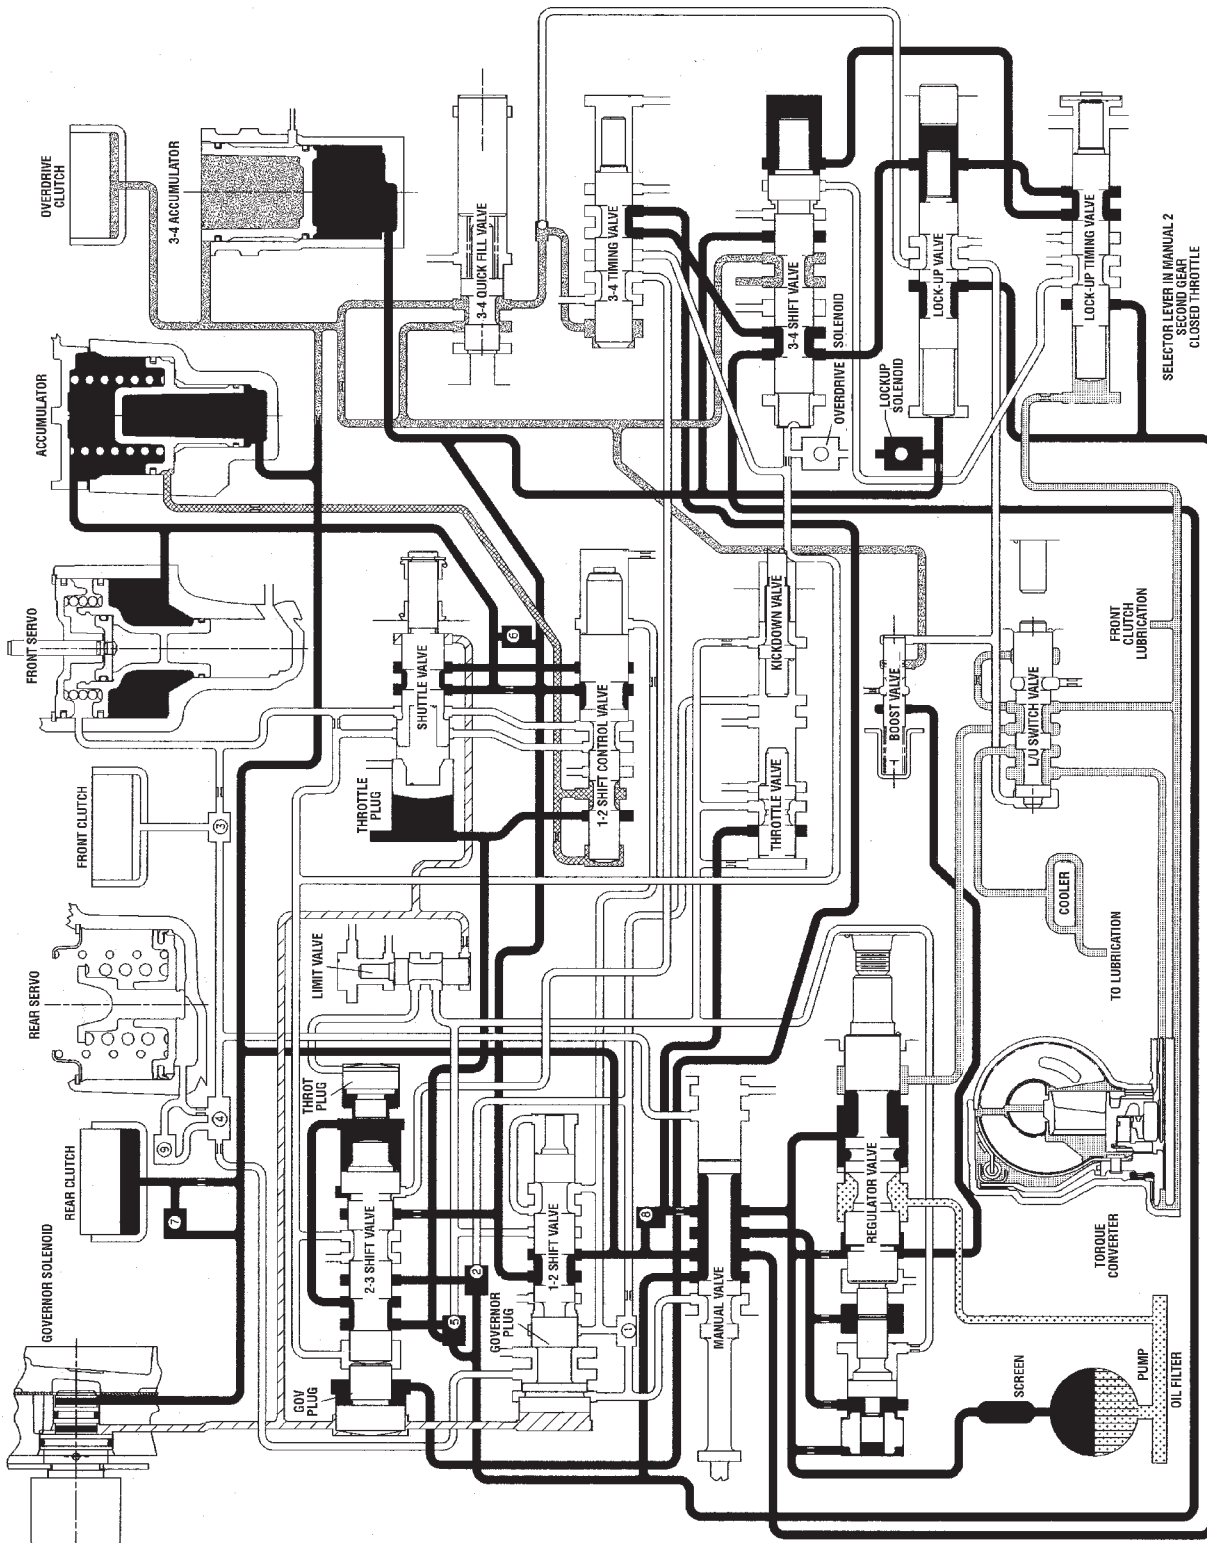 OVERDRIVE
CLUTCH
3-4 ACCUMULATOR
3-4 QUICK FILL VALVE
3-4 TIMING VALVE
3-4 SHIFT VALVE
OVERDRIVE SOLENOID
LOCKUP
SOLENOID
LOCK-UP VALVE
LOCK-UP TIMING VALVE
SELECTOR LEVER IN MANUAL 2
SECOND GEAR
CLOSED THROTTLE
ACCUMULATOR
FRONT SERVO
SHUTTLE VALVE
THROTTLE
PLUG
6
1-2 SHIFT CONTROL VALVE
KICKDOWN VALVE
THROTTLE VALVE
BOOST VALVE
L/U SWITCH VALVE
FRONT
CLUTCH
LUBRICATION
FRONT CLUTCH
3
REAR SERVO
LIMIT VALVE
COOLER
TO LUBRICATION
4
9
REAR CLUTCH
7
THROT
PLUG
2-3 SHIFT VALVE
GOV
PLUG
5
2
1-2 SHIFT VALVE
GOVERNOR
PLUG
1
8
MANUAL VALVE
REGULATOR VALVE
TORQUE
CONVERTER
GOVERNOR SOLENOID
SCREEN
PUMP
OIL FILTER